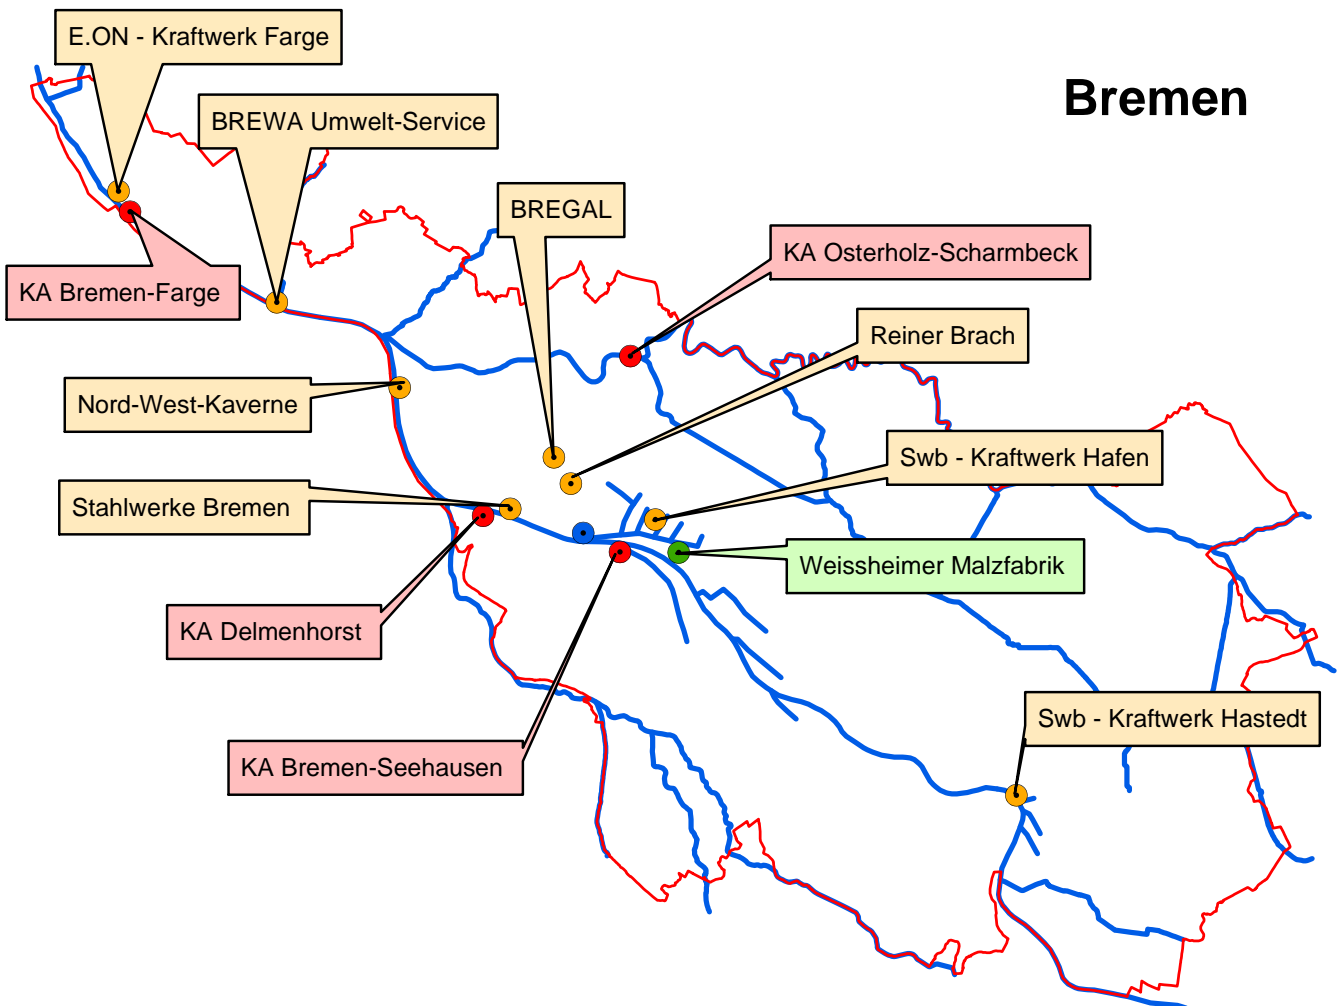 E.ON - Kraftwerk Farge
Bremen
BREWA Umwelt-Service
BREGAL
KA Osterholz-Scharmbeck
KA Bremen-Farge
Reiner Brach
Nord-West-Kaverne
Swb - Kraftwerk Hafen
Stahlwerke Bremen
Weissheimer Malzfabrik
KA Delmenhorst
Swb - Kraftwerk Hastedt
KA Bremen-Seehausen